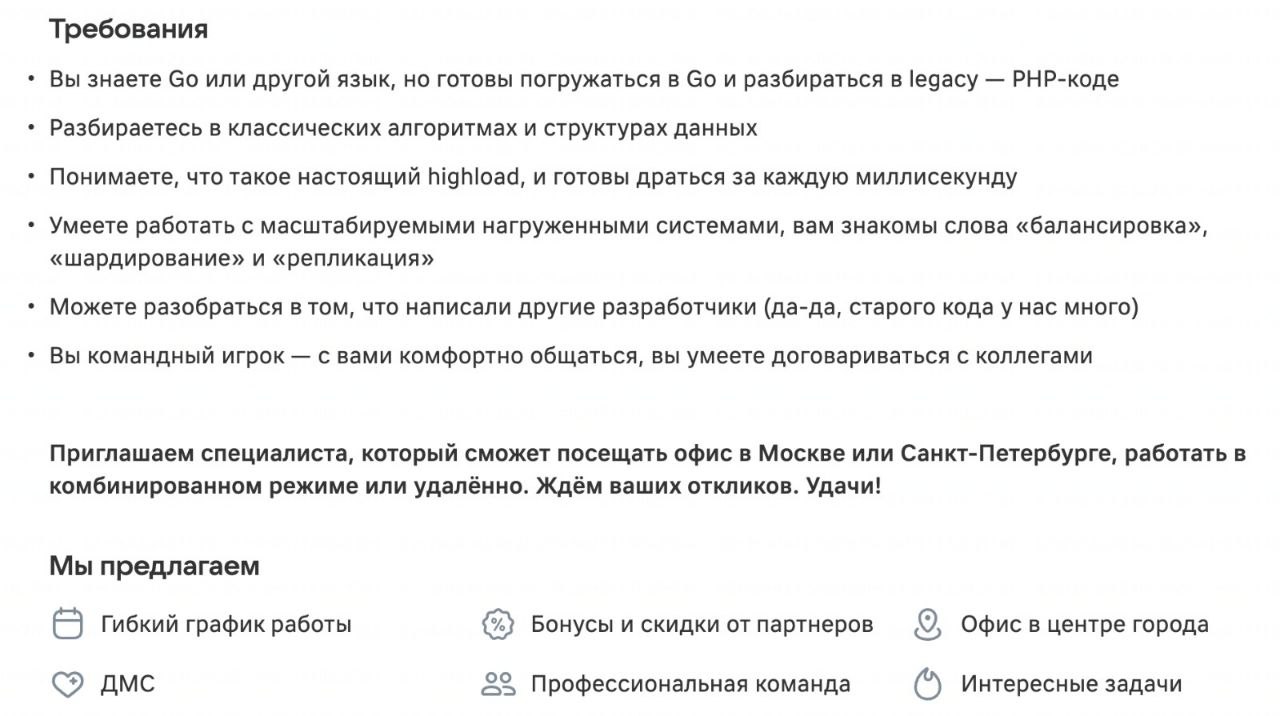 Требования
• Вы знаете Go или другой язык, но готовы погружаться в Go и разбираться в legacy — PHP-коде
• Разбираетесь в классических алгоритмах и структурах данных
• Понимаете, что такое настоящий highload, и готовы драться за каждую миллисекунду
• Умеете работать с масштабируемыми нагруженными системами, вам знакомы слова «балансировка»,
«шардирование» и «репликация»
• Можете разобраться в том, что написали другие разработчики (да-да, старого кода у нас много)
• Вы командный игрок — с вами комфортно общаться, вы умеете договариваться с коллегами
Приглашаем специалиста, который сможет посещать офис в Москве или Санкт-Петербурге, работать в
комбинированном режиме или удалённо. Ждём ваших откликов. Удачи!
Мы предлагаем
Гибкий график работы
Бонусы и скидки от партнеров
Офис в центре города
ДМС
Профессиональная команда
Интересные задачи